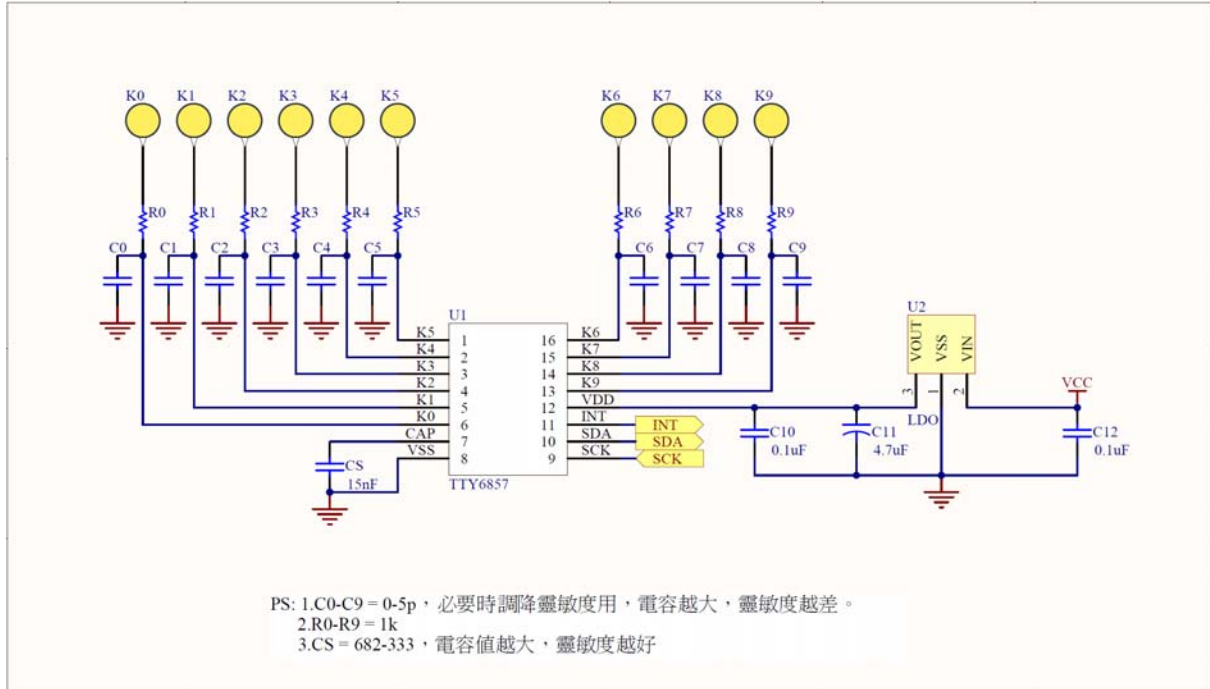 K0 K1 K2 K3 K4 K5 K6 K7 K8 K9
R0 R1 R2 R3 R4 R5 R6 R7 R8 R9
C0 C1 C2 C3 C4 C5 C6 C7 C8 C9
U1
U2
VOUT VSS VIN
3 1 2
LDO
VCC
K5 1 16 K6
K4 2 15 K7
K3 3 14 K8
K2 4 13 K9
K1 5 12 VDD
K0 6 11 INT INT
CAP 7 10 SDA SDA
VSS 8 9 SCK SCK
TTY6857
CS
15nF
C10
0.1uF
C11
4.7uF
C12
0.1uF
PS: 1.C0-C9 = 0-5p，必要時調降靈敏度用，電容越大，靈敏度越差。
2.R0-R9 = 1k
3.CS = 682-333，電容值越大，靈敏度越好